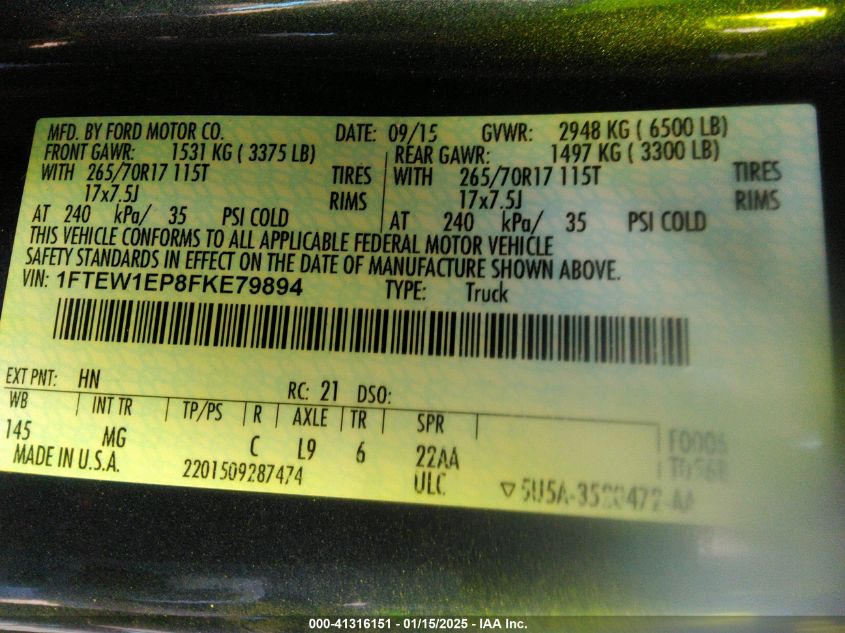 MFD. BY FORD MOTOR CO. DATE: 09/15 GVWR: 2948 KG ( 6500 LB)
FRONT GAWR: 1531 KG ( 3375 LB) REAR GAWR: 1497 KG ( 3300 LB)
WITH 265/70R17 115T TIRES WITH 265/70R17 115T TIRES
17x7.5J RIMS 17x7.5J RIMS
AT 240 kPa/ 35 PSI COLD AT 240 kPa/ 35 PSI COLD
THIS VEHICLE CONFORMS TO ALL APPLICABLE FEDERAL MOTOR VEHICLE
SAFETY STANDARDS IN EFFECT ON THE DATE OF MANUFACTURE SHOWN ABOVE.
VIN: 1FTEW1EP8FKE79894 TYPE: Truck
EXT PNT: HN RC: 21 DSO:
WB INT TR TP/PS R AXLE TR SPR
145 MG C L9 6 22AA
MADE IN U.S.A. 2201509287474 ULC
000-41316151 - 01/15/2025 - IAA Inc.